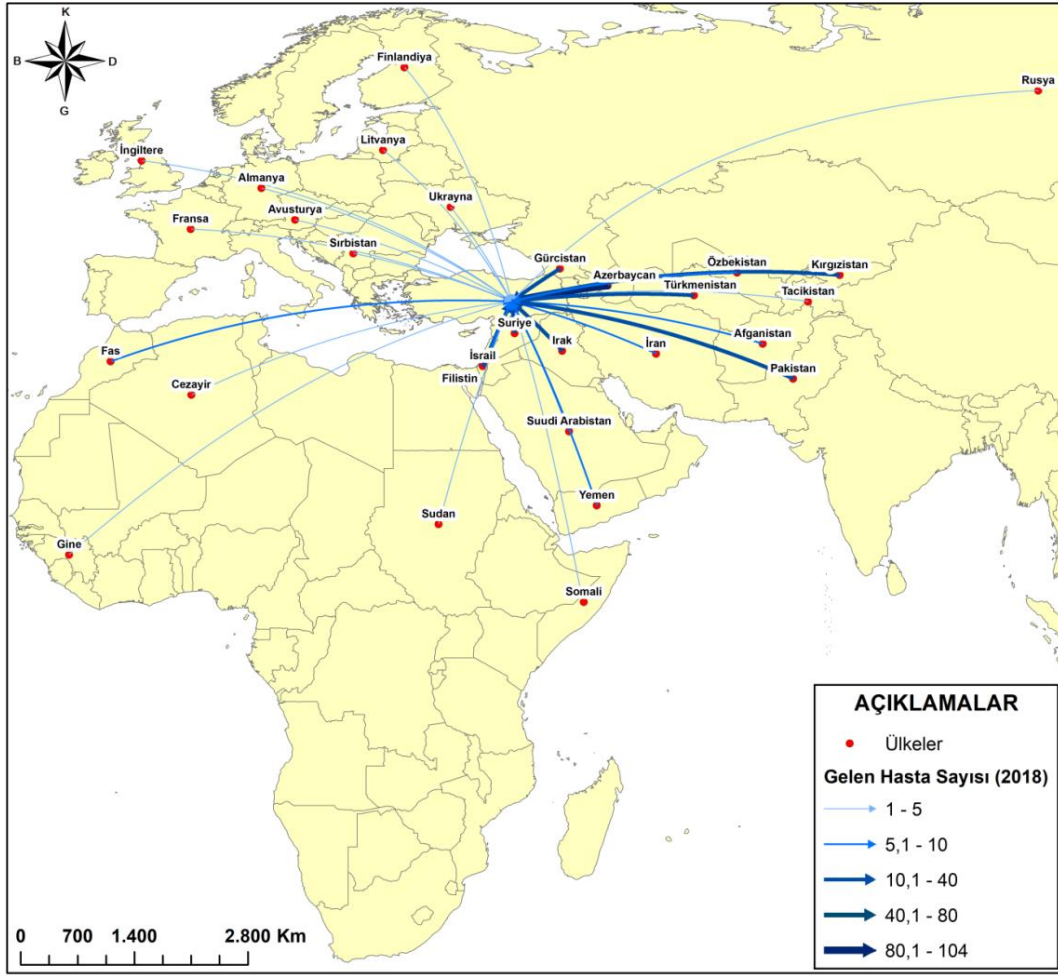 K
B D
G
Finlandiya
Rusya
Litvanya
İngiltere
Almanya
Ukrayna
Avusturya
Fransa
Sırbistan
Gürcistan
Özbekistan
Kırgızistan
Azerbaycan
Türkmenistan
Tacikistan
Suriye
Irak
Afganistan
İran
Fas
İsrail
Pakistan
Filistin
Cezayir
Suudi Arabistan
Yemen
Sudan
Gine
Somali
AÇIKLAMALAR
Ülkeler
Gelen Hasta Sayısı (2018)
1 - 5
5,1 - 10
10,1 - 40
40,1 - 80
80,1 - 104
0 700 1.400 2.800 Km